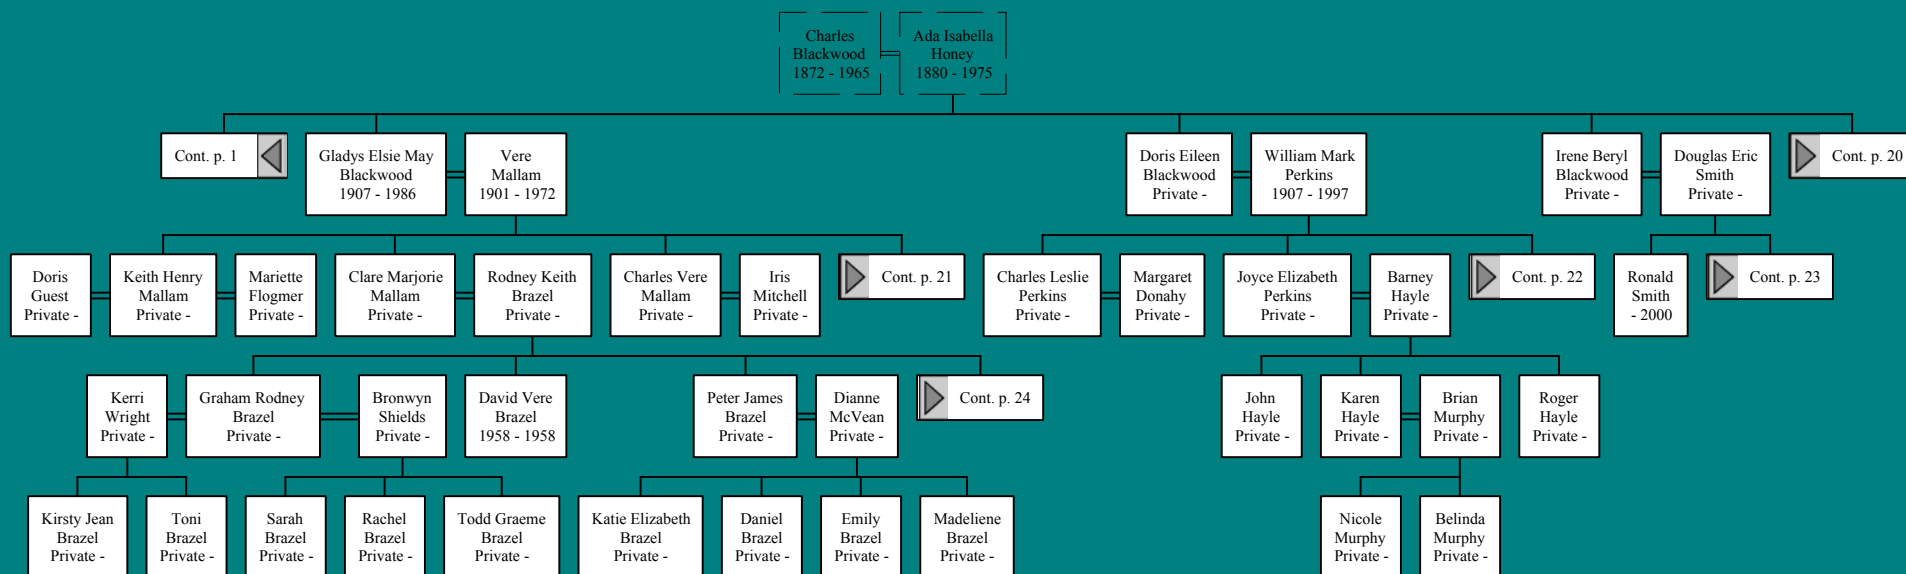 Charles
Blackwood
1872 - 1965
Ada Isabella
Honey
1880 - 1975
Cont. p. 1
Gladys Elsie May
Blackwood
1907 - 1986
Vere
Mallam
1901 - 1972
Doris Eileen
Blackwood
Private -
William Mark
Perkins
1907 - 1997
Irene Beryl
Blackwood
Private -
Douglas Eric
Smith
Private -
Cont. p. 20
Doris
Guest
Private -
Keith Henry
Mallam
Private -
Mariette
Flogmer
Private -
Clare Marjorie
Mallam
Private -
Rodney Keith
Brazel
Private -
Charles Vere
Mallam
Private -
Iris
Mitchell
Private -
Cont. p. 21
Charles Leslie
Perkins
Private -
Margaret
Donahy
Private -
Joyce Elizabeth
Perkins
Private -
Barney
Hayle
Private -
Cont. p. 22
Ronald
Smith
- 2000
Cont. p. 23
Kerri
Wright
Private -
Graham Rodney
Brazel
Private -
Bronwyn
Shields
Private -
David Vere
Brazel
1958 - 1958
Peter James
Brazel
Private -
Dianne
McVean
Private -
Cont. p. 24
John
Hayle
Private -
Karen
Hayle
Private -
Brian
Murphy
Private -
Roger
Hayle
Private -
Kirsty Jean
Brazel
Private -
Toni
Brazel
Private -
Sarah
Brazel
Private -
Rachel
Brazel
Private -
Todd Graeme
Brazel
Private -
Katie Elizabeth
Brazel
Private -
Daniel
Brazel
Private -
Emily
Brazel
Private -
Madeliene
Brazel
Private -
Nicole
Murphy
Private -
Belinda
Murphy
Private -